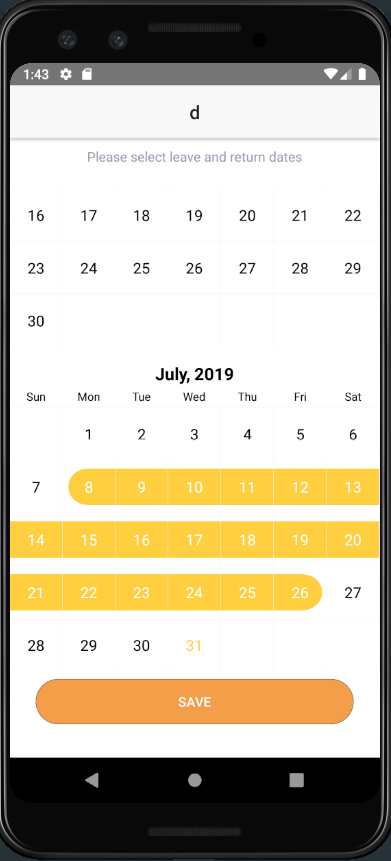 1:43
d
Please select leave and return dates
16 17 18 19 20 21 22
23 24 25 26 27 28 29
30
July, 2019
Sun Mon Tue Wed Thu Fri Sat
1 2 3 4 5 6
7 8 9 10 11 12 13
14 15 16 17 18 19 20
21 22 23 24 25 26 27
28 29 30 31
SAVE